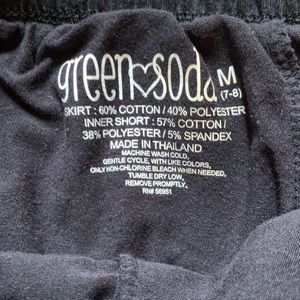 green♡soda
M
(7-8)
SKIRT : 60% COTTON / 40% POLYESTER
INNER SHORT : 57% COTTON /
38% POLYESTER / 5% SPANDEX
MADE IN THAILAND
MACHINE WASH COLD,
GENTLE CYCLE, WITH LIKE COLORS,
ONLY NON-CHLORINE BLEACH WHEN NEEDED,
TUMBLE DRY LOW,
REMOVE PROMPTLY,
RN# 56951